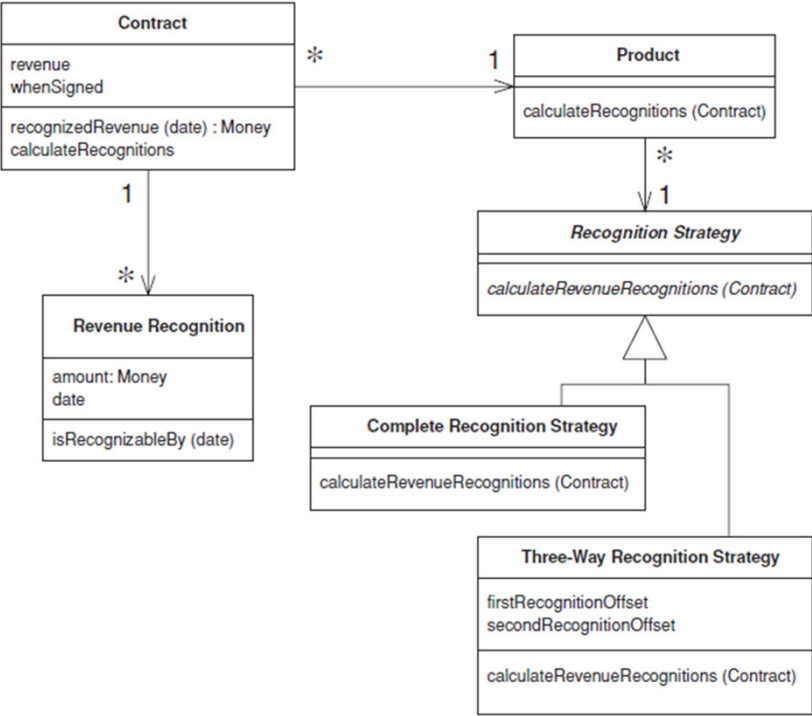 Contract
revenue
whenSigned
recognizedRevenue (date) : Money
calculateRecognitions
*
1
Product
calculateRecognitions (Contract)
1
*
*
1
Revenue Recognition
amount: Money
date
isRecognizableBy (date)
Recognition Strategy
calculateRevenueRecognitions (Contract)
Complete Recognition Strategy
calculateRevenueRecognitions (Contract)
Three-Way Recognition Strategy
firstRecognitionOffset
secondRecognitionOffset
calculateRevenueRecognitions (Contract)